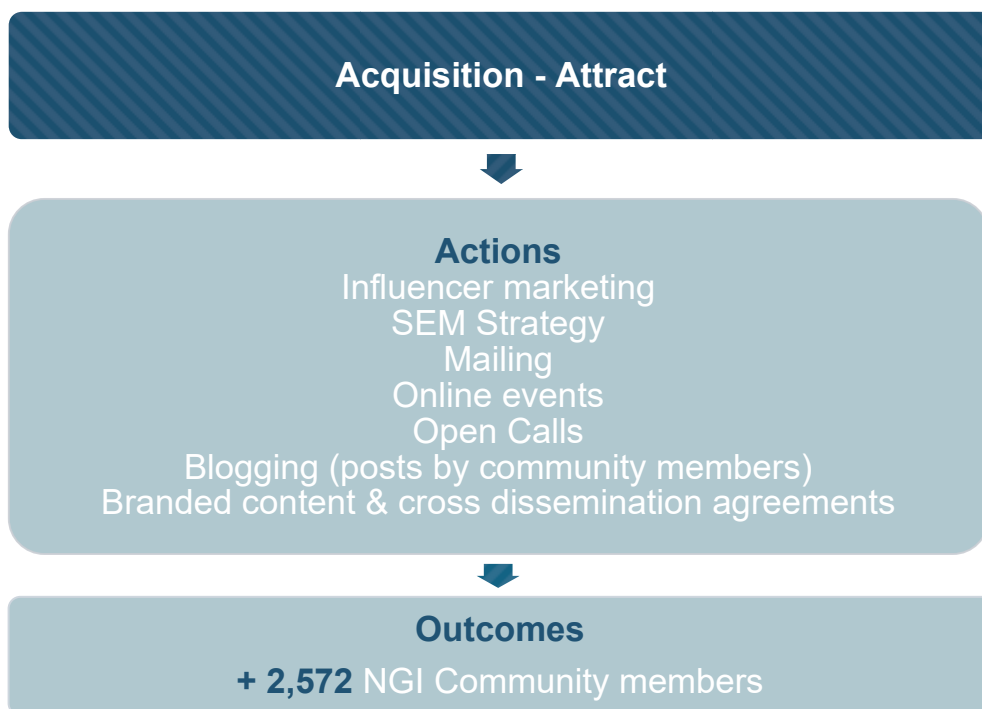 Acquisition - Attract
Actions
Influencer marketing
SEM Strategy
Mailing
Online events
Open Calls
Blogging (posts by community members)
Branded content & cross dissemination agreements
Outcomes
+ 2,572 NGI Community members